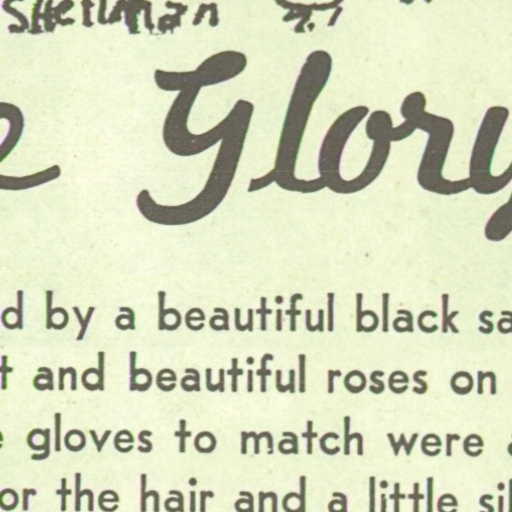 Sherman
e Glory
d by a beautiful black sa
t and beautiful roses on
e gloves to match were a
or the hair and a little sil